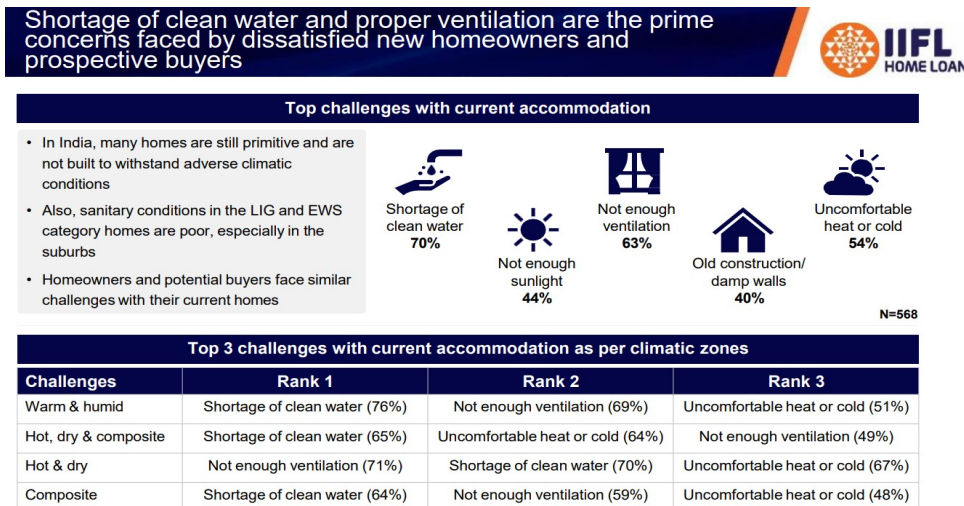 Shortage of clean water and proper ventilation are the prime
concerns faced by dissatisfied new homeowners and
prospective buyers
IIFL
HOME LOAN
Top challenges with current accommodation
• In India, many homes are still primitive and are
not built to withstand adverse climatic
conditions
• Also, sanitary conditions in the LIG and EWS
category homes are poor, especially in the
suburbs
• Homeowners and potential buyers face similar
challenges with their current homes
Shortage of
clean water
70%
Not enough
sunlight
44%
Not enough
ventilation
63%
Old construction/
damp walls
40%
Uncomfortable
heat or cold
54%
N=568
Top 3 challenges with current accommodation as per climatic zones
Challenges Rank 1 Rank 2 Rank 3
Warm & humid Shortage of clean water (76%) Not enough ventilation (69%) Uncomfortable heat or cold (51%)
Hot, dry & composite Shortage of clean water (65%) Uncomfortable heat or cold (64%) Not enough ventilation (49%)
Hot & dry Not enough ventilation (71%) Shortage of clean water (70%) Uncomfortable heat or cold (67%)
Composite Shortage of clean water (64%) Not enough ventilation (59%) Uncomfortable heat or cold (48%)